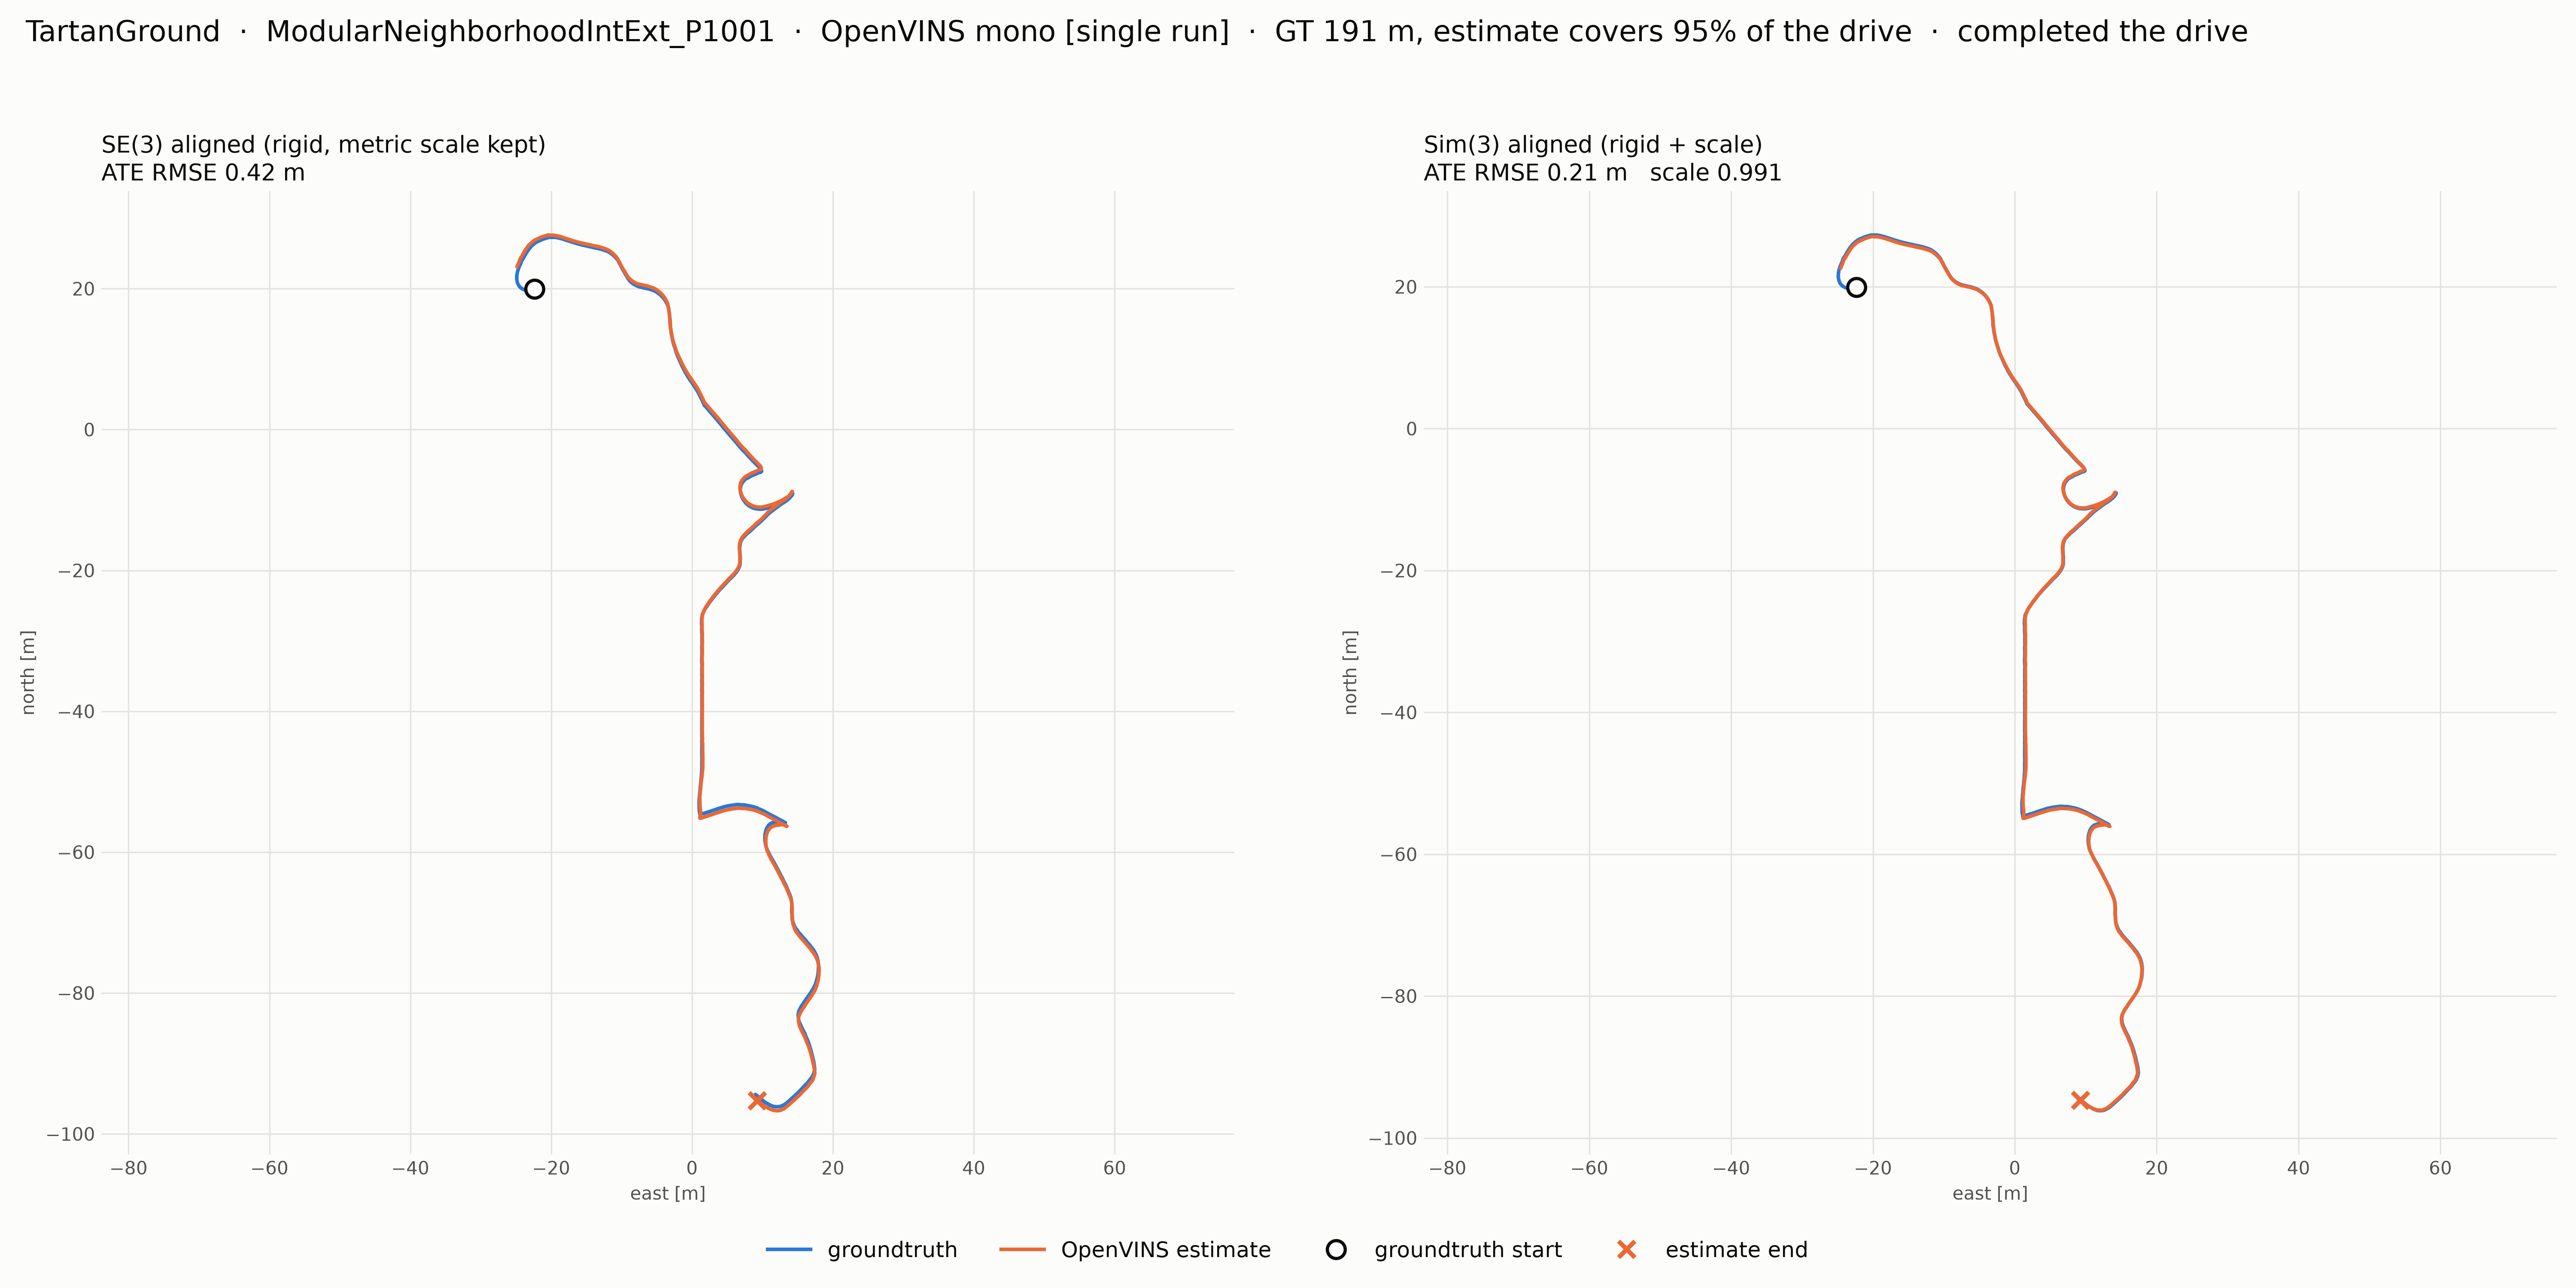 TartanGround · ModularNeighborhoodIntExt_P1001 · OpenVINS mono [single run] · GT 191 m, estimate covers 95% of the drive · completed the drive
SE(3) aligned (rigid, metric scale kept)
ATE RMSE 0.42 m
20
0
−20
−40
−60
−80
−100
north [m]
−80
−60
−40
−20
0
20
40
60
east [m]
Sim(3) aligned (rigid + scale)
ATE RMSE 0.21 m scale 0.991
20
0
−20
−40
−60
−80
−100
north [m]
−80
−60
−40
−20
0
20
40
60
east [m]
groundtruth
OpenVINS estimate
groundtruth start
estimate end